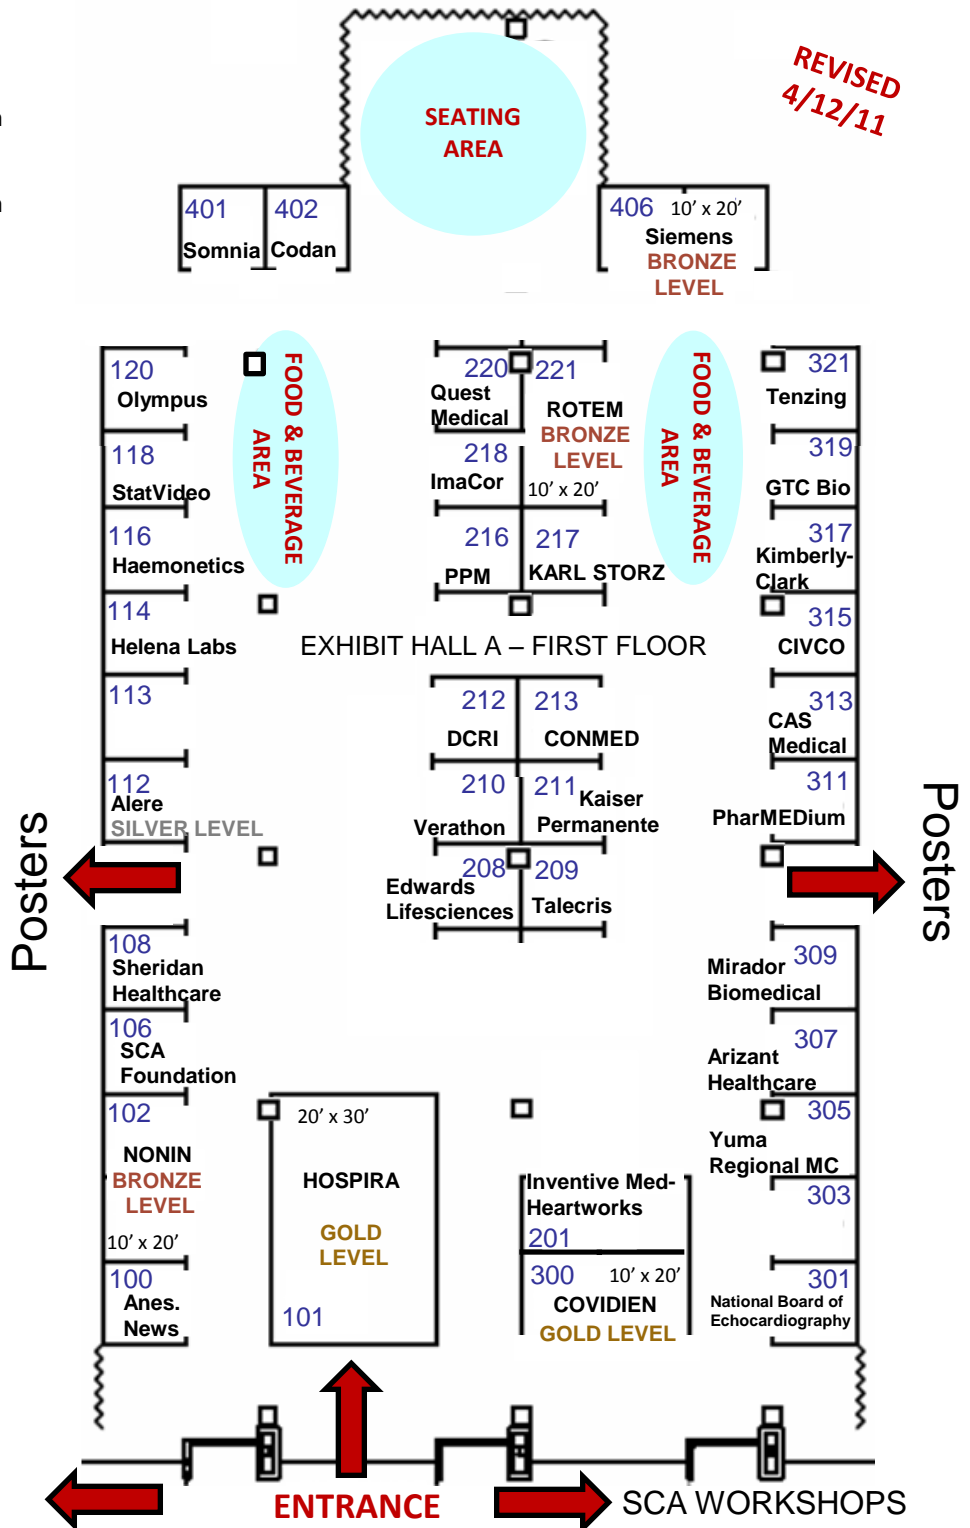 REVISED
4/12/11
n
n
SEATING
AREA
401
Somnia
402
Codan
406 10' x 20'
Siemens
BRONZE
LEVEL
120
Olympus
118
StatVideo
116
Haemonetics
114
Helena Labs
113
112
Alere
SILVER LEVEL
FOOD & BEVERAGE
AREA
220
Quest
Medical
221
ROTEM
BRONZE
LEVEL
10' x 20'
218
ImaCor
216
PPM
217
KARL STORZ
FOOD & BEVERAGE
AREA
321
Tenzing
319
GTC Bio
317
Kimberly-
Clark
315
CIVCO
313
CAS
Medical
311
PharMEDium
EXHIBIT HALL A – FIRST FLOOR
212
DCRI
213
CONMED
210
Verathon
211
Kaiser
Permanente
208
Edwards
Lifesciences
209
Talecris
Posters
Posters
108
Sheridan
Healthcare
106
SCA
Foundation
102
NONIN
BRONZE
LEVEL
10' x 20'
100
Anes.
News
20' x 30'
HOSPIRA
GOLD
LEVEL
101
Inventive Med-
Heartworks
201
300 10' x 20'
COVIDIEN
GOLD LEVEL
309
Mirador
Biomedical
307
Arizant
Healthcare
305
Yuma
Regional MC
303
301
National Board of
Echocardiography
ENTRANCE
SCA WORKSHOPS